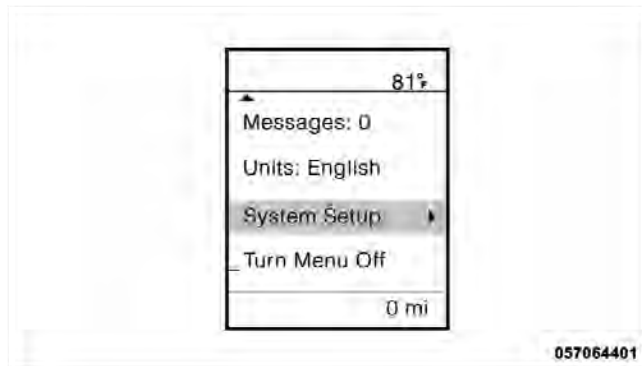 81°F
Messages: 0
Units: English
System Setup
Turn Menu Off
0 mi
057064401